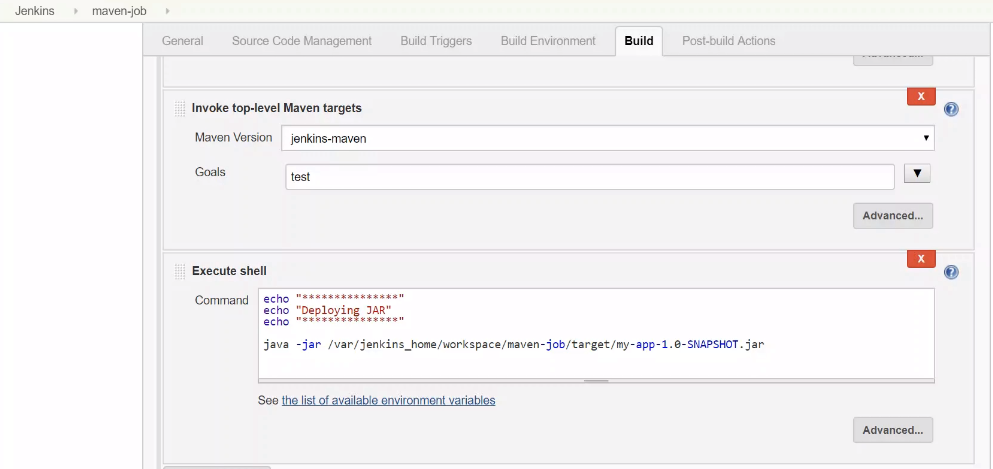 Jenkins maven-job
General Source Code Management Build Triggers Build Environment Build Post-build Actions
X
Invoke top-level Maven targets
Maven Version jenkins-maven
Goals test
Advanced...
X
Execute shell
Command
echo "***************"
echo "Deploying JAR"
echo "***************"
java -jar /var/jenkins_home/workspace/maven-job/target/my-app-1.0-SNAPSHOT.jar
See the list of available environment variables
Advanced...